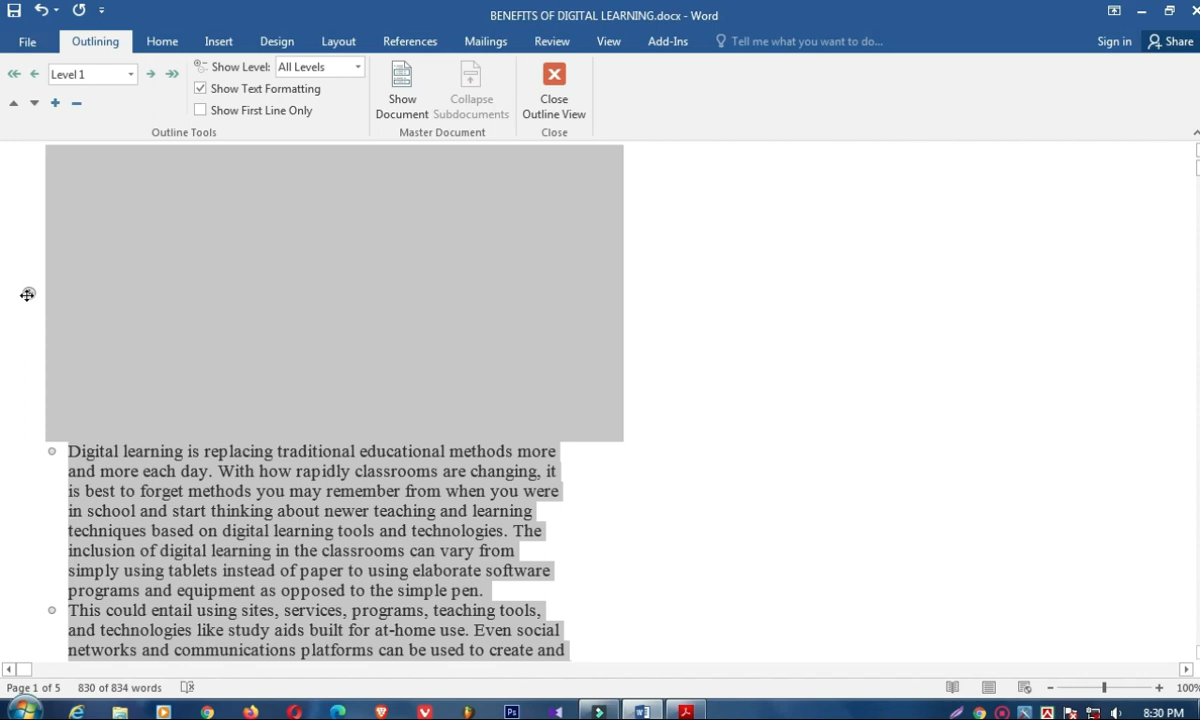 BENEFITS OF DIGITAL LEARNING.docx - Word
File
Outlining
Home
Insert
Design
Layout
References
Mailings
Review
View
Add-Ins
Tell me what you want to do...
Sign in
Share
Level 1
Show Level:
All Levels
Show Text Formatting
Show First Line Only
Outline Tools
Show
Document
Collapse
Subdocuments
Master Document
Close
Outline View
Close
Digital learning is replacing traditional educational methods more
and more each day. With how rapidly classrooms are changing, it
is best to forget methods you may remember from when you were
in school and start thinking about newer teaching and learning
techniques based on digital learning tools and technologies. The
inclusion of digital learning in the classrooms can vary from
simply using tablets instead of paper to using elaborate software
programs and equipment as opposed to the simple pen.
This could entail using sites, services, programs, teaching tools,
and technologies like study aids built for at-home use. Even social
networks and communications platforms can be used to create and
Page 1 of 5
830 of 834 words
100%
Ps
8:30 PM